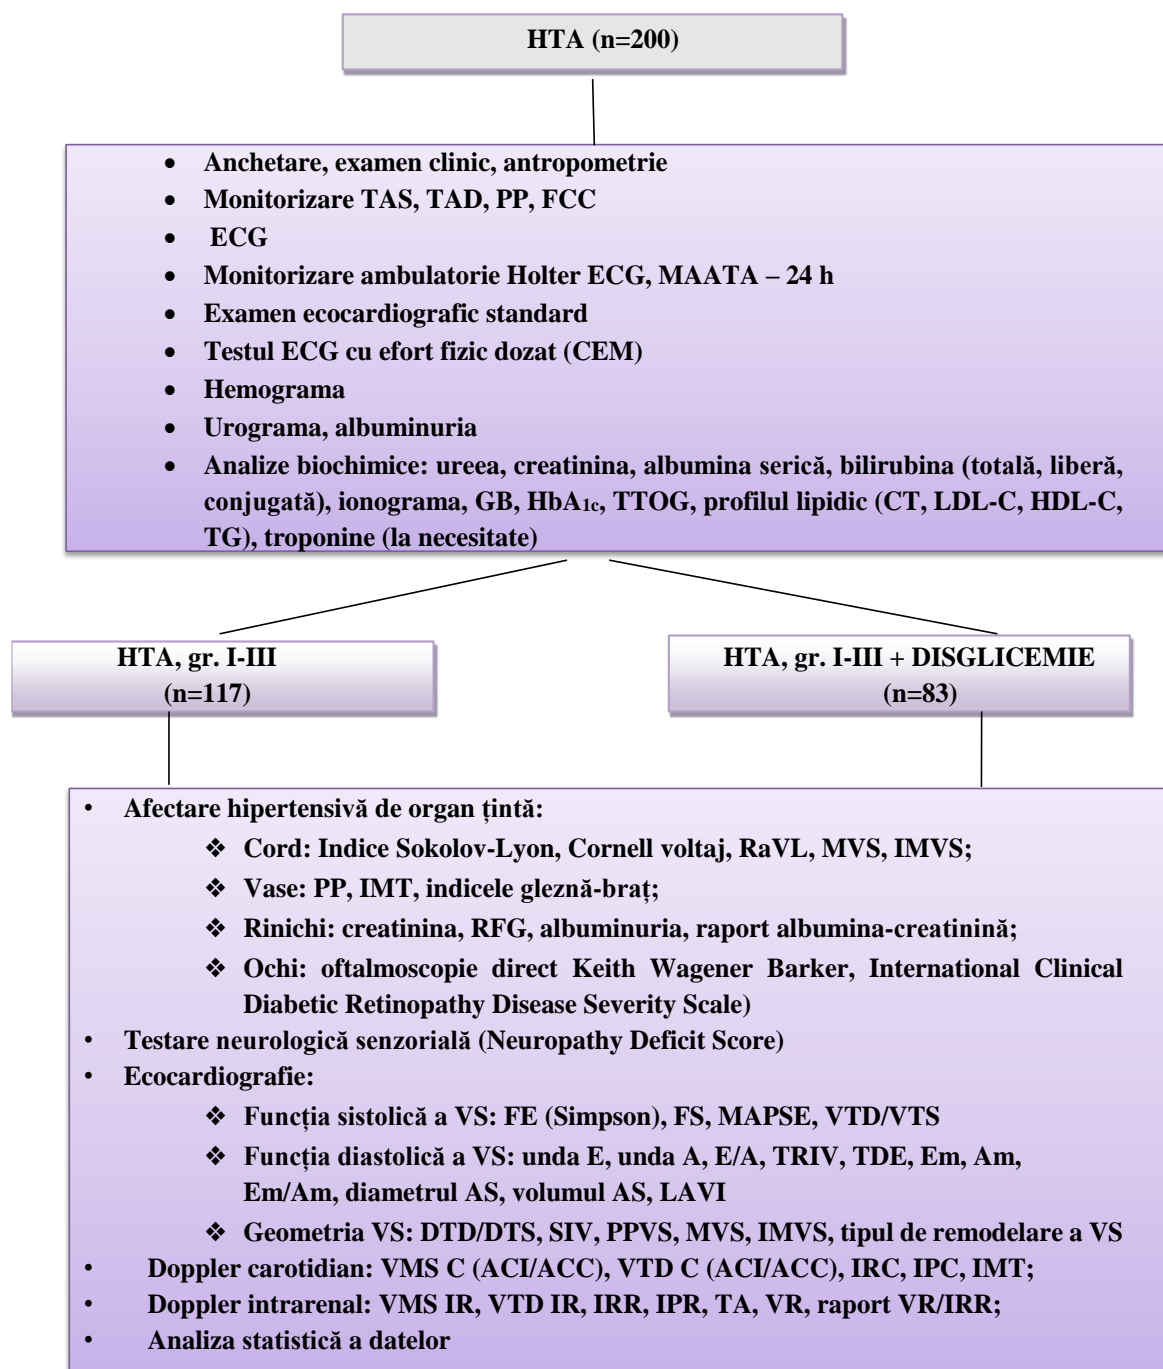 HTA (n=200)
• Anchetare, examen clinic, antropometrie
• Monitorizare TAS, TAD, PP, FCC
• ECG
• Monitorizare ambulatorie Holter ECG, MAATA – 24 h
• Examen ecocardiografic standard
• Testul ECG cu efort fizic dozat (CEM)
• Hemograma
• Urograma, albuminuria
• Analize biochimice: ureea, creatinina, albumina serică, bilirubina (totală, liberă,
conjugată), ionograma, GB, HbA1c, TTOG, profilul lipidic (CT, LDL-C, HDL-C,
TG), troponine (la necesitate)
HTA, gr. I-III
(n=117)
HTA, gr. I-III + DISGLICEMIE
(n=83)
• Afectare hipertensivă de organ țintă:
❖ Cord: Indice Sokolov-Lyon, Cornell voltaj, RaVL, MVS, IMVS;
❖ Vase: PP, IMT, indicele gleznă-braț;
❖ Rinichi: creatinina, RFG, albuminuria, raport albumina-creatinină;
❖ Ochi: oftalmoscopie direct Keith Wagener Barker, International Clinical
Diabetic Retinopathy Disease Severity Scale)
• Testare neurologică senzorială (Neuropathy Deficit Score)
• Ecocardiografie:
❖ Funcția sistolică a VS: FE (Simpson), FS, MAPSE, VTD/VTS
❖ Funcția diastolică a VS: unda E, unda A, E/A, TRIV, TDE, Em, Am,
Em/Am, diametrul AS, volumul AS, LAVI
❖ Geometria VS: DTD/DTS, SIV, PPVS, MVS, IMVS, tipul de remodelare a VS
• Doppler carotidian: VMS C (ACI/ACC), VTD C (ACI/ACC), IRC, IPC, IMT;
• Doppler intrarenal: VMS IR, VTD IR, IRR, IPR, TA, VR, raport VR/IRR;
• Analiza statistică a datelor